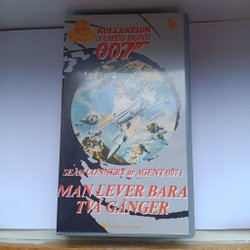 KOLLEKTION
JAMES BOND
007
SEAN CONNERY är AGENT 007 i
MAN LEVER BARA
TVÅ GÅNGER